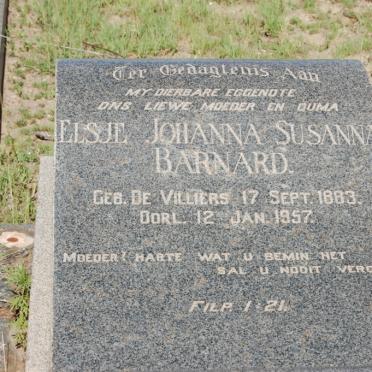 Ter Gedagtenis Aan
MY DIERBARE EGGENOTE
ONS LIEWE MOEDER EN OUMA
ELSJE JOHANNA SUSANNA
BARNARD.
GEB. DE VILLIERS 17 SEPT. 1883.
OORL. 12 JAN. 1957.
MOEDER! HARTE WAT U BEMIN HET
SAL U NOOIT
FILP. 1:21.